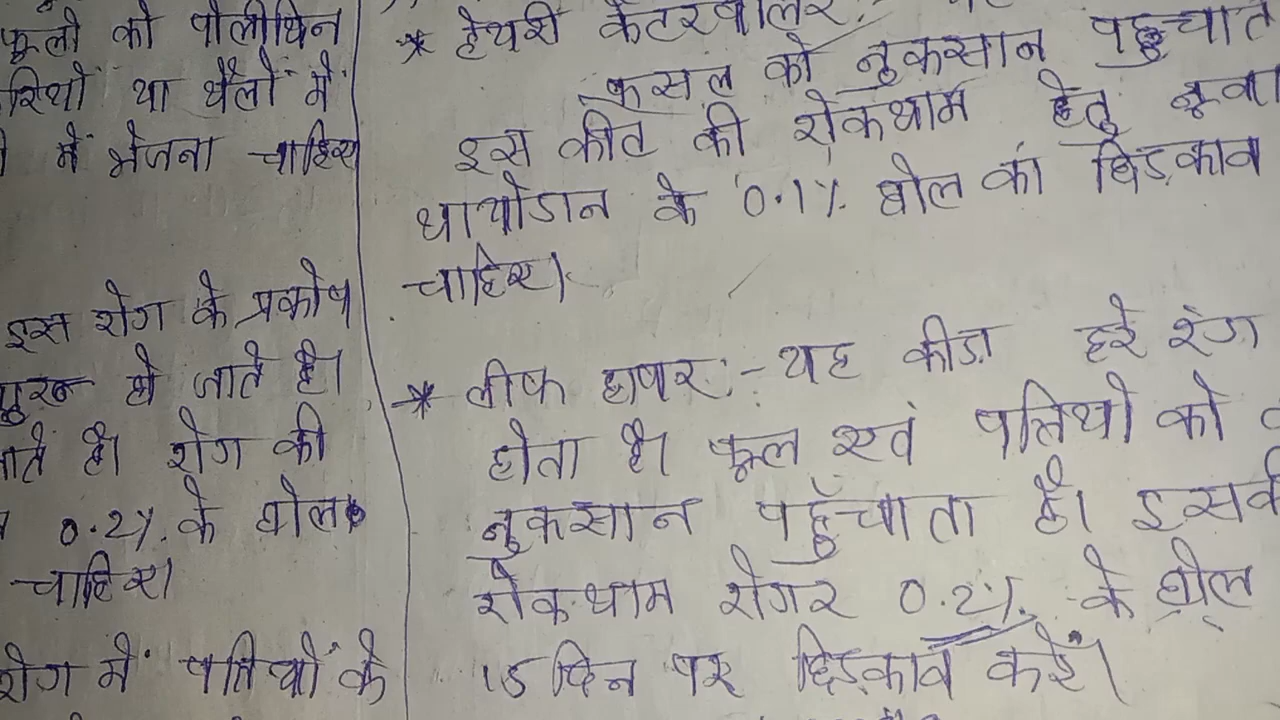 फूलो को पोलीथिन
या थैलों में
में भेजना चाहिए
इस रोग के प्रकोप
हो जाते है।
है। रोग की
0.2% के घोल
चाहिए।
रोग में पत्तियों के
* हेयरी केटरपीलर:-
फसल को नुकसान पहुचाते
इस कीट की रोकथाम हेतु नुवा
थायोडान के 0.1% घोल का छिड़काव
चाहिए।
* लीफ हापर:- यह कीडा हरे रंग
होता है। फूल एवं पत्तियो को
नुकसान पहुँचाता है। इसकी
रोकथाम रोगर 0.2% के घोल
15 दिन पर छिड़काव करें।